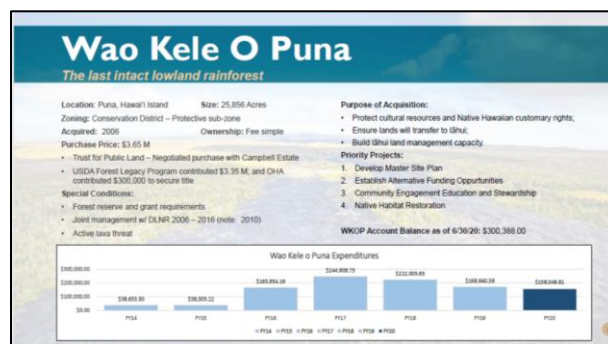 Wao Kele O Puna
The last intact lowland rainforest
Location: Puna, Hawai'i Island Size: 25,856 Acres
Zoning: Conservation District – Protective sub-zone
Acquired: 2006 Ownership: Fee simple
Purchase Price: $3.65 M
• Trust for Public Land – Negotiated purchase with Campbell Estate
• USDA Forest Legacy Program contributed $3.35 M; and OHA
contributed $300,000 to secure title
Special Conditions:
• Forest reserve and grant requirements
• Joint management w/ DLNR 2006 – 2016 (note: 2010)
• Active lava threat
Purpose of Acquisition:
• Protect cultural resources and Native Hawaiian customary rights;
• Ensure lands will transfer to lāhui;
• Build lāhui land management capacity.
Priority Projects:
1. Develop Master Site Plan
2. Establish Alternative Funding Oppurtunities
3. Community Engagement Education and Stewardship
4. Native Habitat Restoration
WKOP Account Balance as of 6/30/20: $300,388.00
Wao Kele o Puna Expenditures
$300,000.00
$200,000.00
$100,000.00
$0.00
FY14 FY15 FY16 FY17 FY18 FY19 FY20
■ FY14 ■ FY15 ■ FY16 ■ FY17 ■ FY18 ■ FY19 ■ FY20